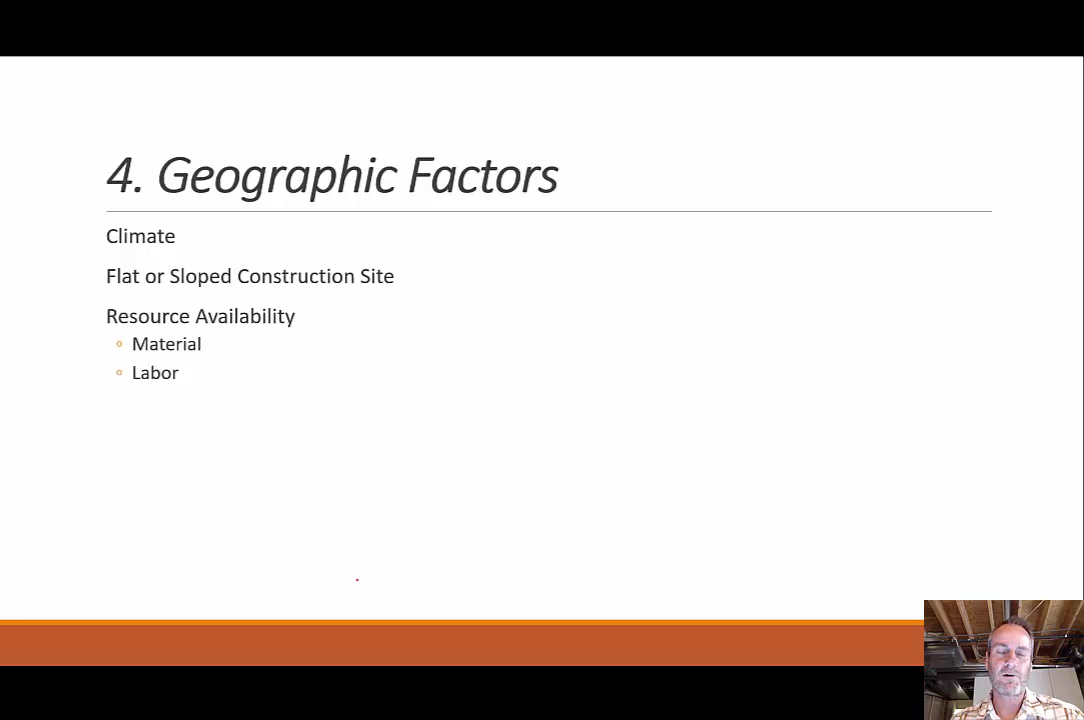 4. Geographic Factors
Climate
Flat or Sloped Construction Site
Resource Availability
Material
Labor